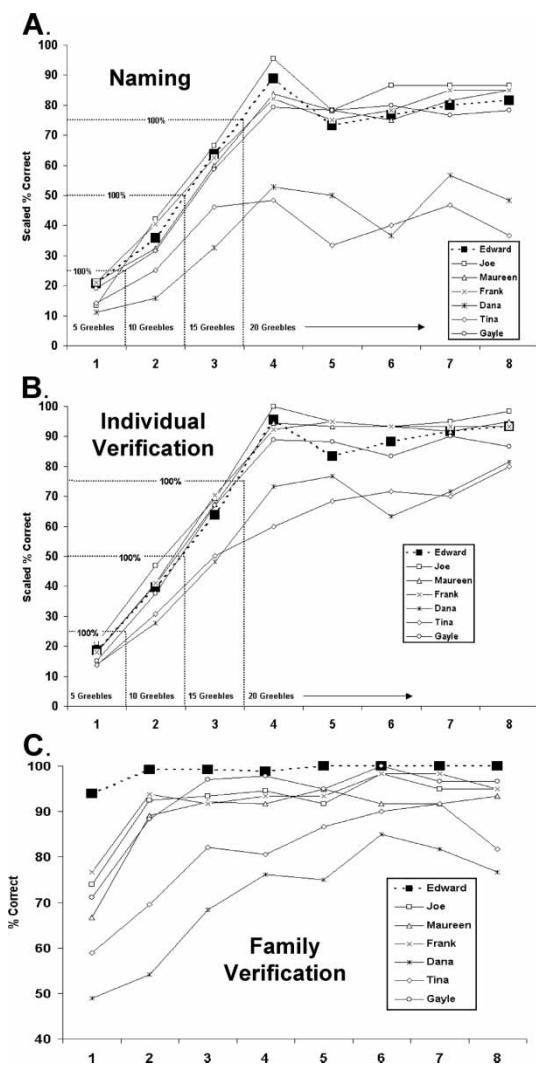 A.
Naming
Scaled % Correct
100
90
80
70
60
50
40
30
20
10
0
100%
100%
100%
5 Greebles 10 Greebles 15 Greebles 20 Greebles
1 2 3 4 5 6 7 8
Edward
Joe
Maureen
Frank
Dana
Tina
Gayle
B.
Individual
Verification
Scaled % Correct
100
90
80
70
60
50
40
30
20
10
0
100%
100%
100%
5 Greebles 10 Greebles 15 Greebles 20 Greebles
1 2 3 4 5 6 7 8
Edward
Joe
Maureen
Frank
Dana
Tina
Gayle
C.
% Correct
100
90
80
70
60
50
40
Family
Verification
1 2 3 4 5 6 7 8
Edward
Joe
Maureen
Frank
Dana
Tina
Gayle